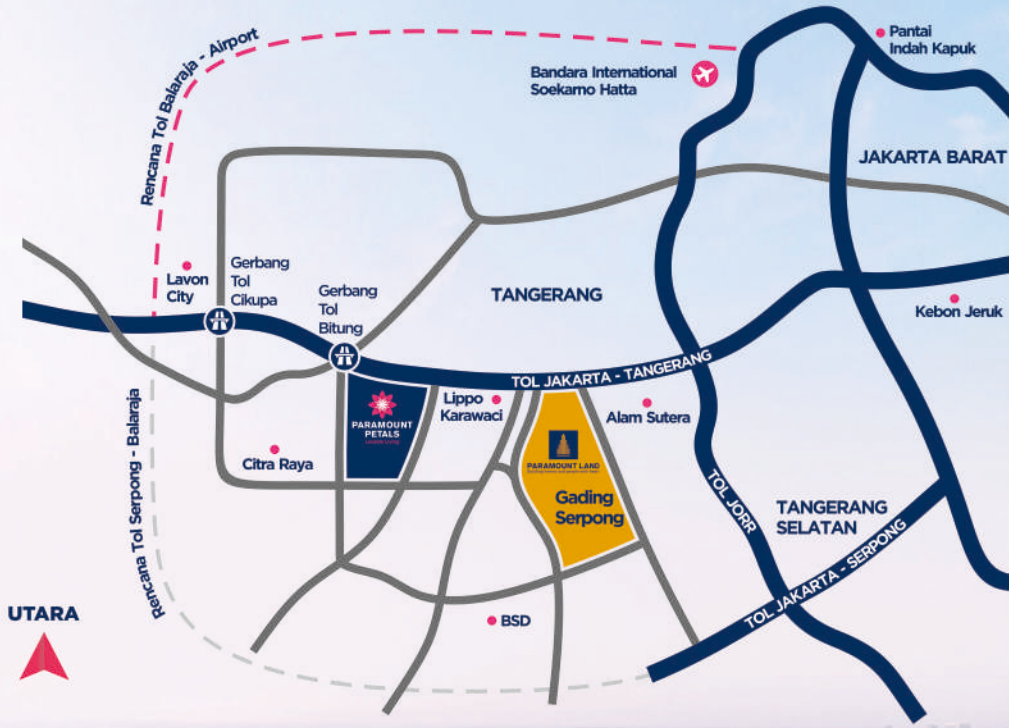 Rencana Tol Balaraja - Airport
Bandara International
Soekarno Hatta
Pantai
Indah Kapuk
JAKARTA BARAT
Lavon
City
Gerbang
Tol
Cikupa
Gerbang
Tol
Bitung
TANGERANG
Kebon Jeruk
TOL JAKARTA - TANGERANG
PARAMOUNT
PETALS
Lippo
Karawaci
Alam Sutera
Citra Raya
PARAMOUNT LAND
Gading
Serpong
TOL JORR
TANGERANG
SELATAN
TOL JAKARTA - SERPONG
Rencana Tol Serpong - Balaraja
BSD
UTARA